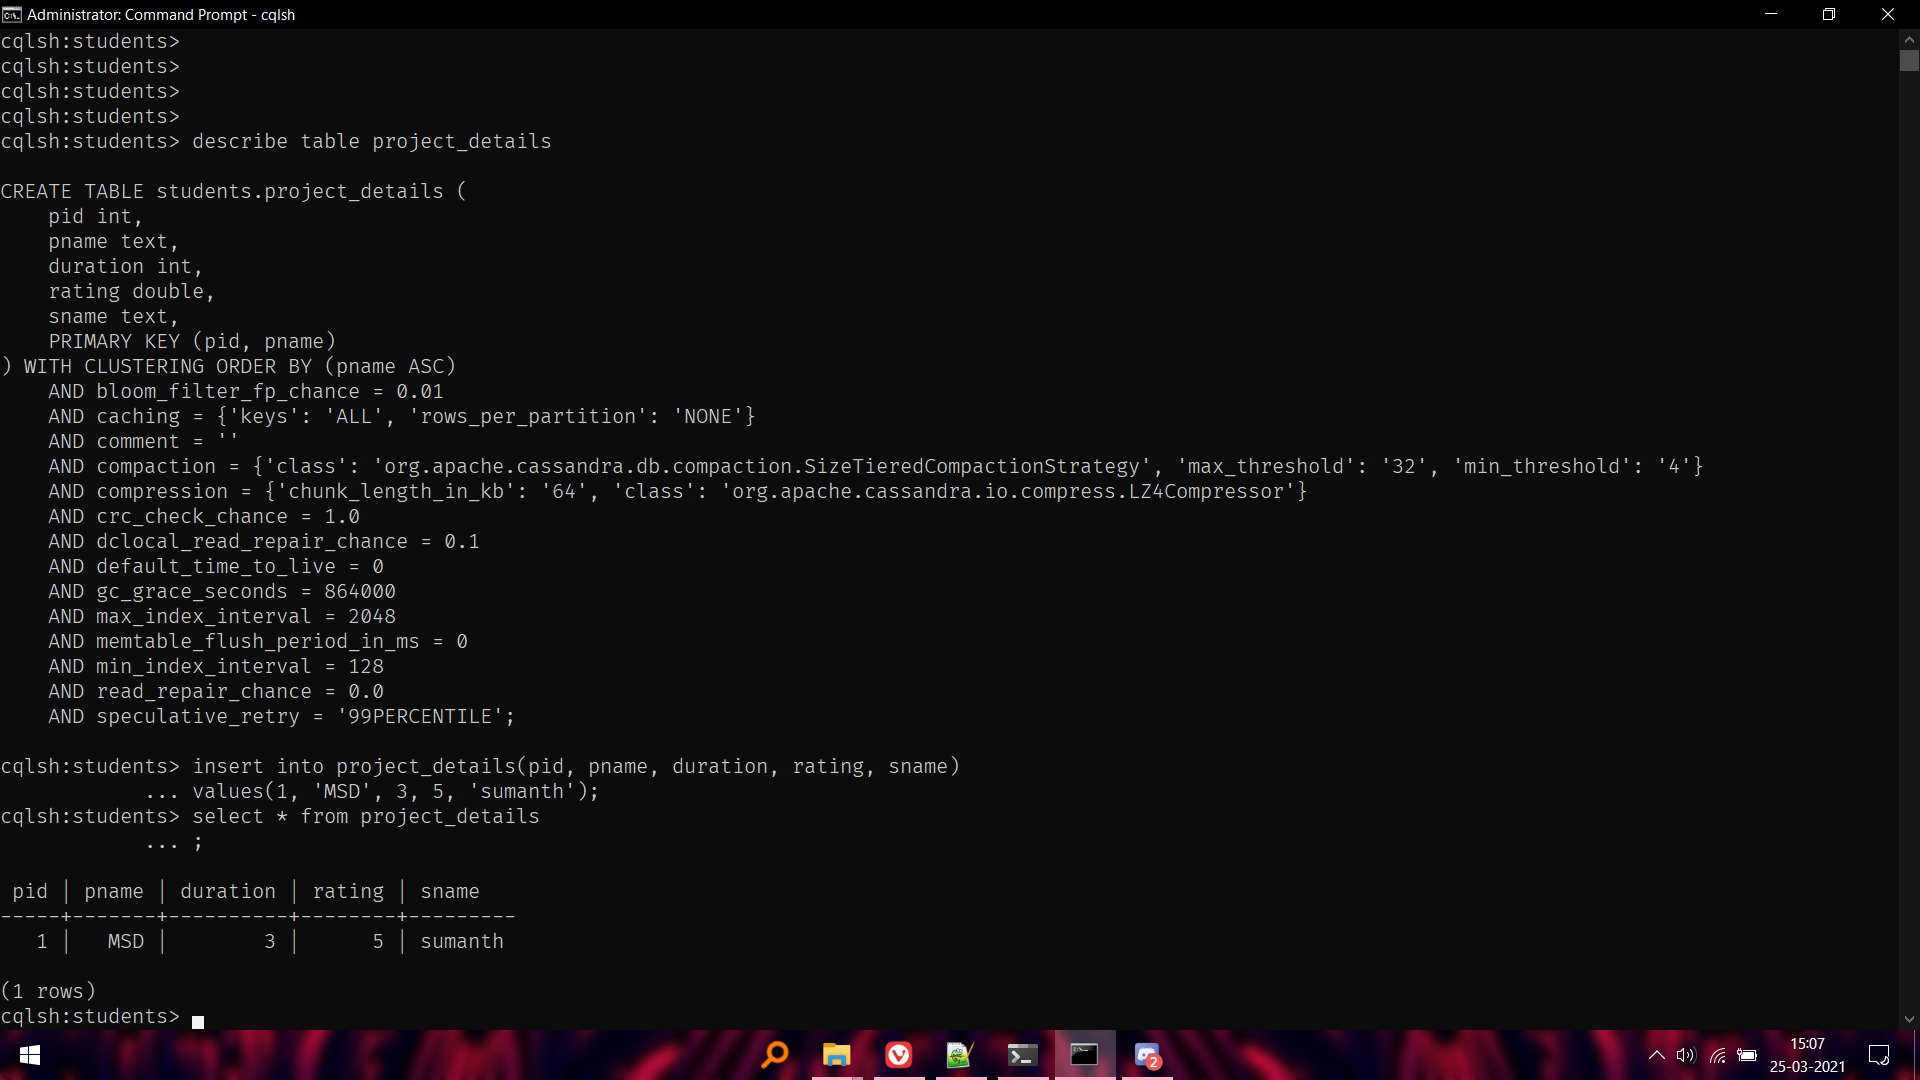 Administrator: Command Prompt - cqlsh
cqlsh:students>
cqlsh:students>
cqlsh:students>
cqlsh:students>
cqlsh:students> describe table project_details
CREATE TABLE students.project_details (
    pid int,
    pname text,
    duration int,
    rating double,
    sname text,
    PRIMARY KEY (pid, pname)
) WITH CLUSTERING ORDER BY (pname ASC)
    AND bloom_filter_fp_chance = 0.01
    AND caching = {'keys': 'ALL', 'rows_per_partition': 'NONE'}
    AND comment = ''
    AND compaction = {'class': 'org.apache.cassandra.db.compaction.SizeTieredCompactionStrategy', 'max_threshold': '32', 'min_threshold': '4'}
    AND compression = {'chunk_length_in_kb': '64', 'class': 'org.apache.cassandra.io.compress.LZ4Compressor'}
    AND crc_check_chance = 1.0
    AND dclocal_read_repair_chance = 0.1
    AND default_time_to_live = 0
    AND gc_grace_seconds = 864000
    AND max_index_interval = 2048
    AND memtable_flush_period_in_ms = 0
    AND min_index_interval = 128
    AND read_repair_chance = 0.0
    AND speculative_retry = '99PERCENTILE';
cqlsh:students> insert into project_details(pid, pname, duration, rating, sname)
            ... values(1, 'MSD', 3, 5, 'sumanth');
cqlsh:students> select * from project_details
            ... ;
 pid | pname | duration | rating | sname
-----+-------+----------+--------+---------
   1 |   MSD |        3 |      5 | sumanth
(1 rows)
cqlsh:students>
2
15:07
25-03-2021